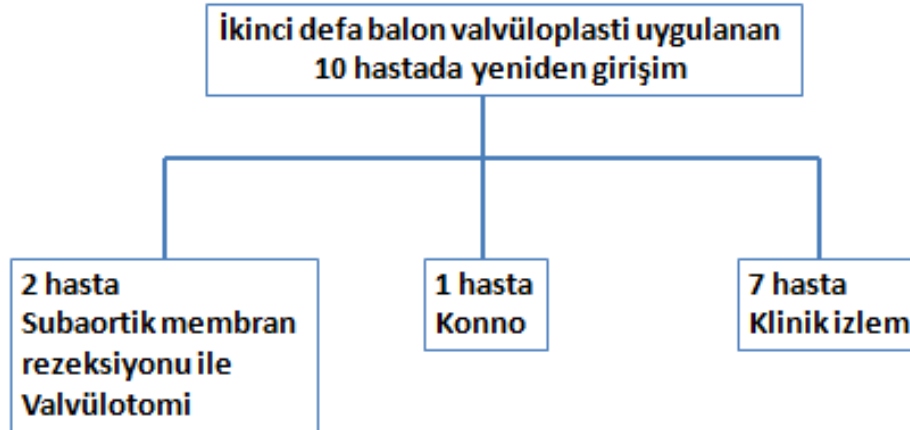 İkinci defa balon valvüloplasti uygulanan
10 hastada yeniden girişim
2 hasta
Subaortik membran
rezeksiyonu ile
Valvülotomi
1 hasta
Konno
7 hasta
Klinik izlem